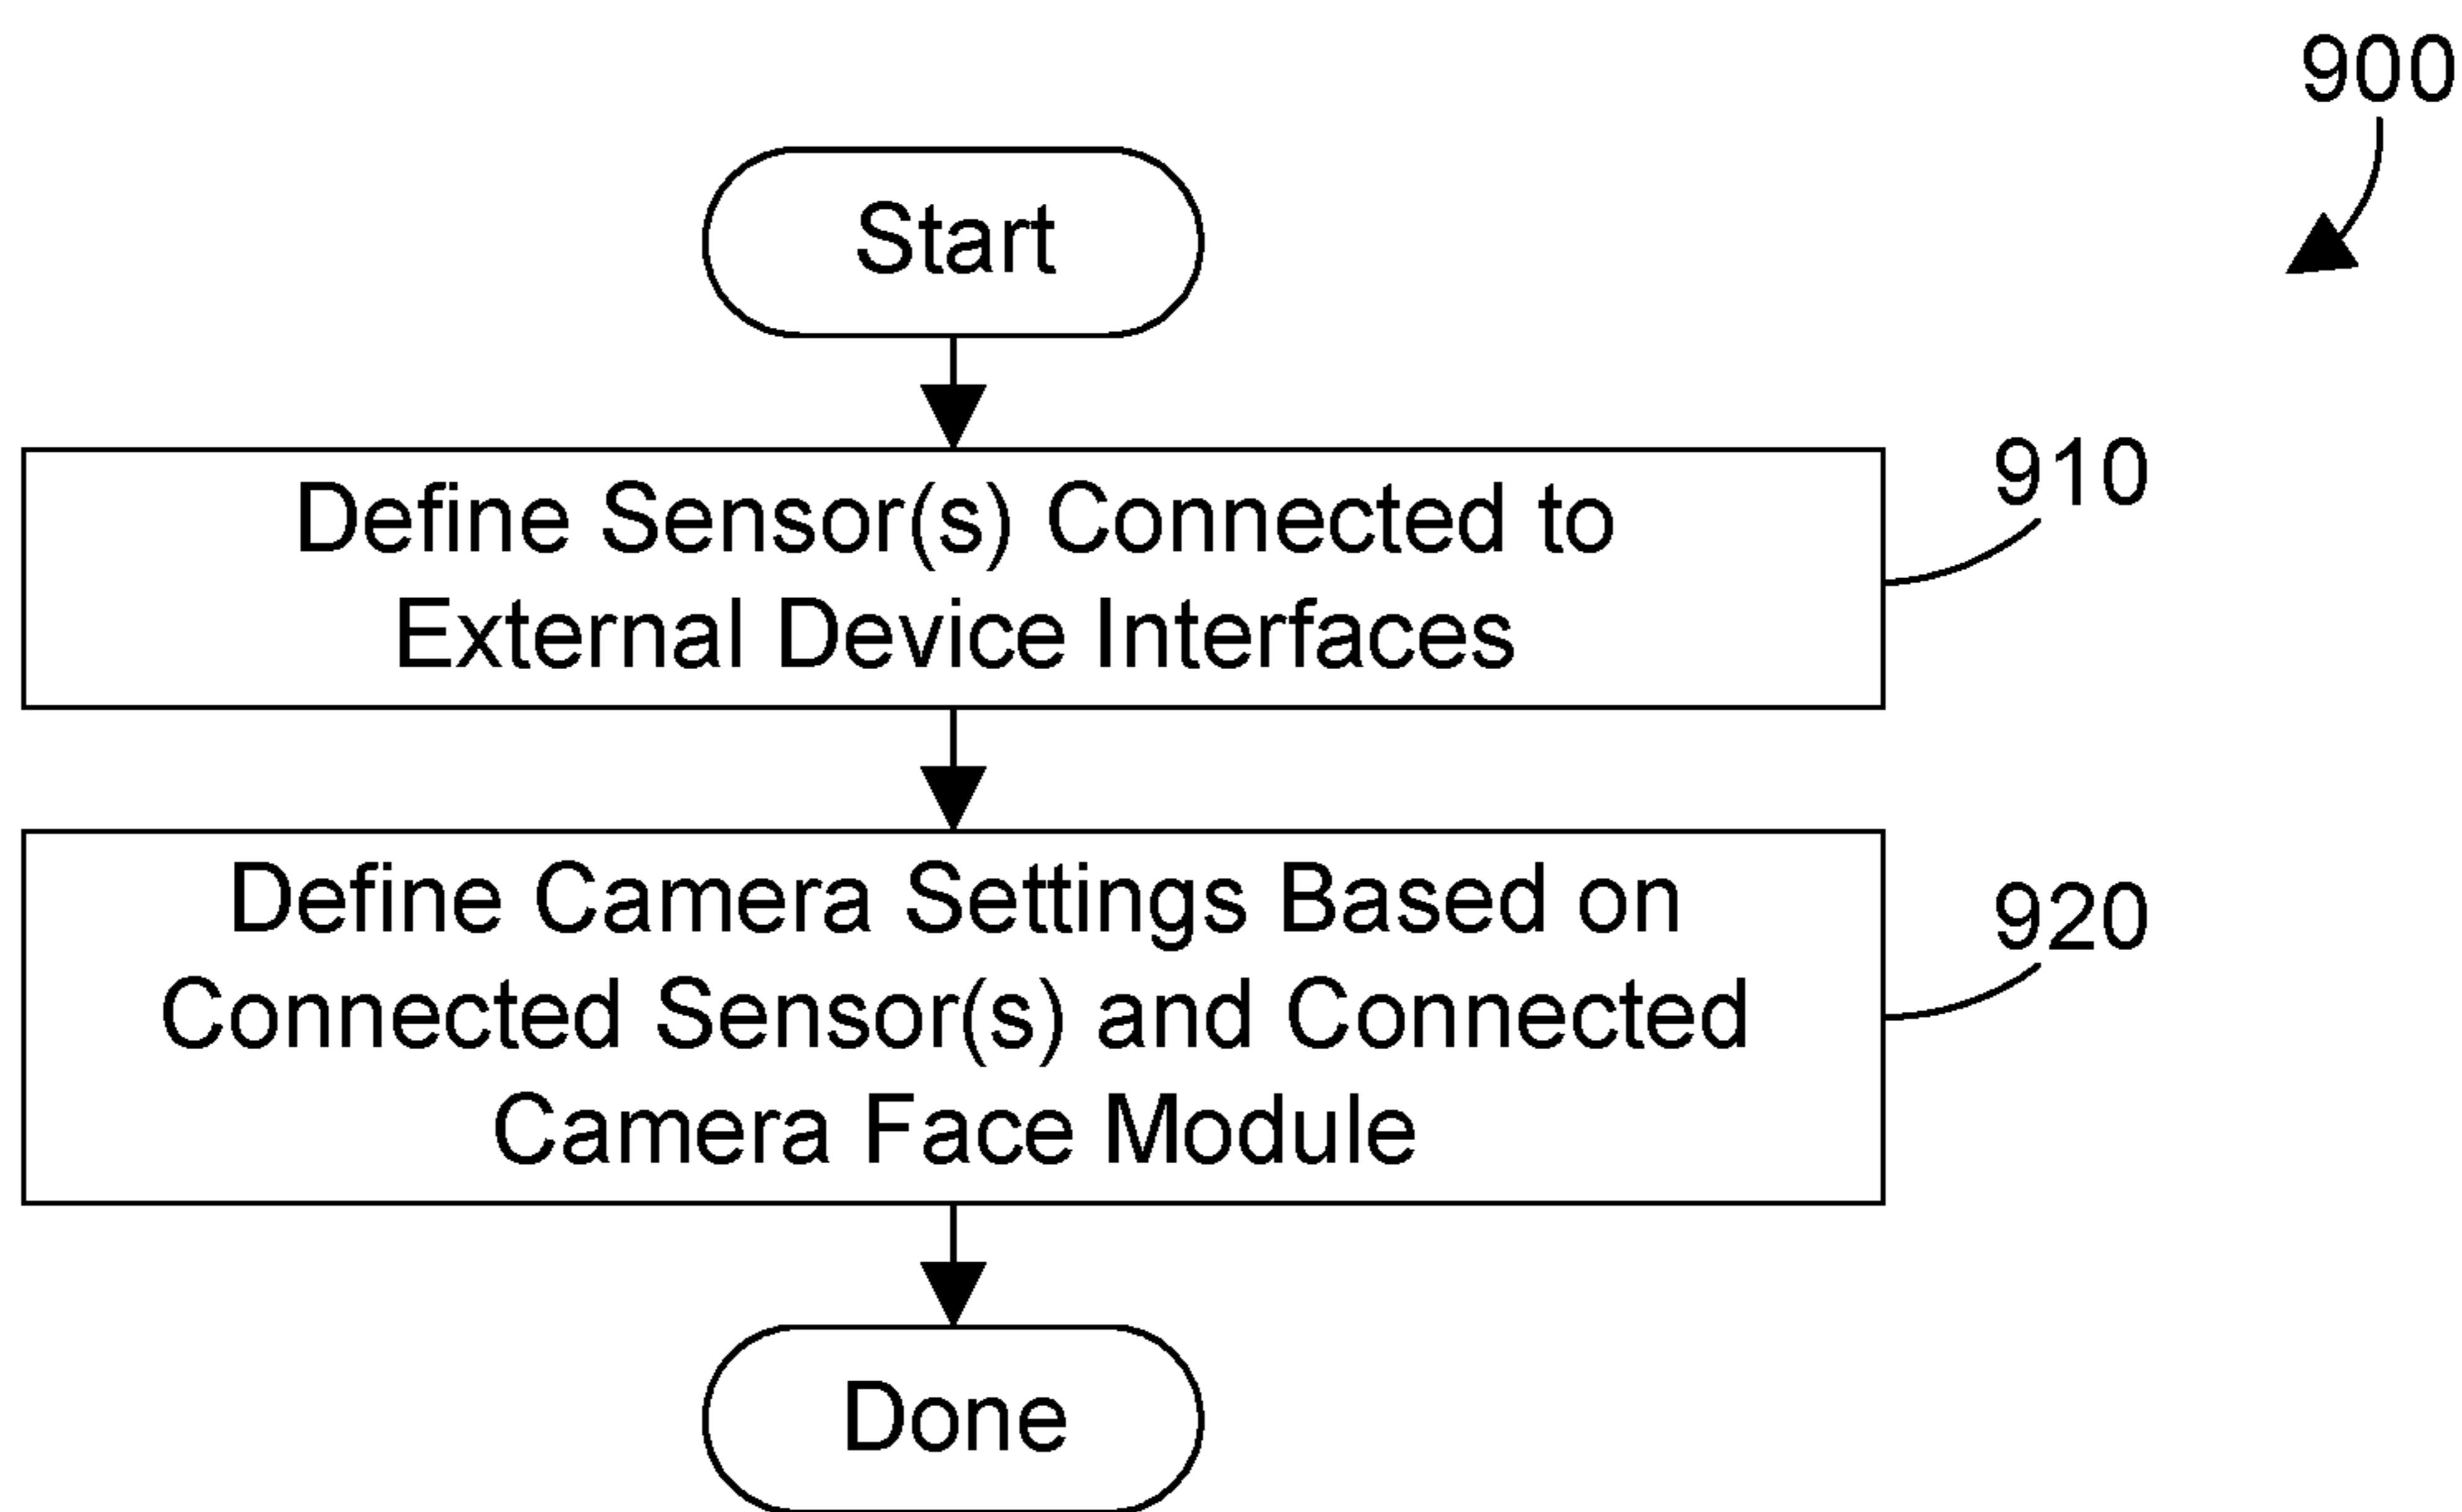 900
Start
Define Sensor(s) Connected to
External Device Interfaces
910
Define Camera Settings Based on
Connected Sensor(s) and Connected
Camera Face Module
920
Done